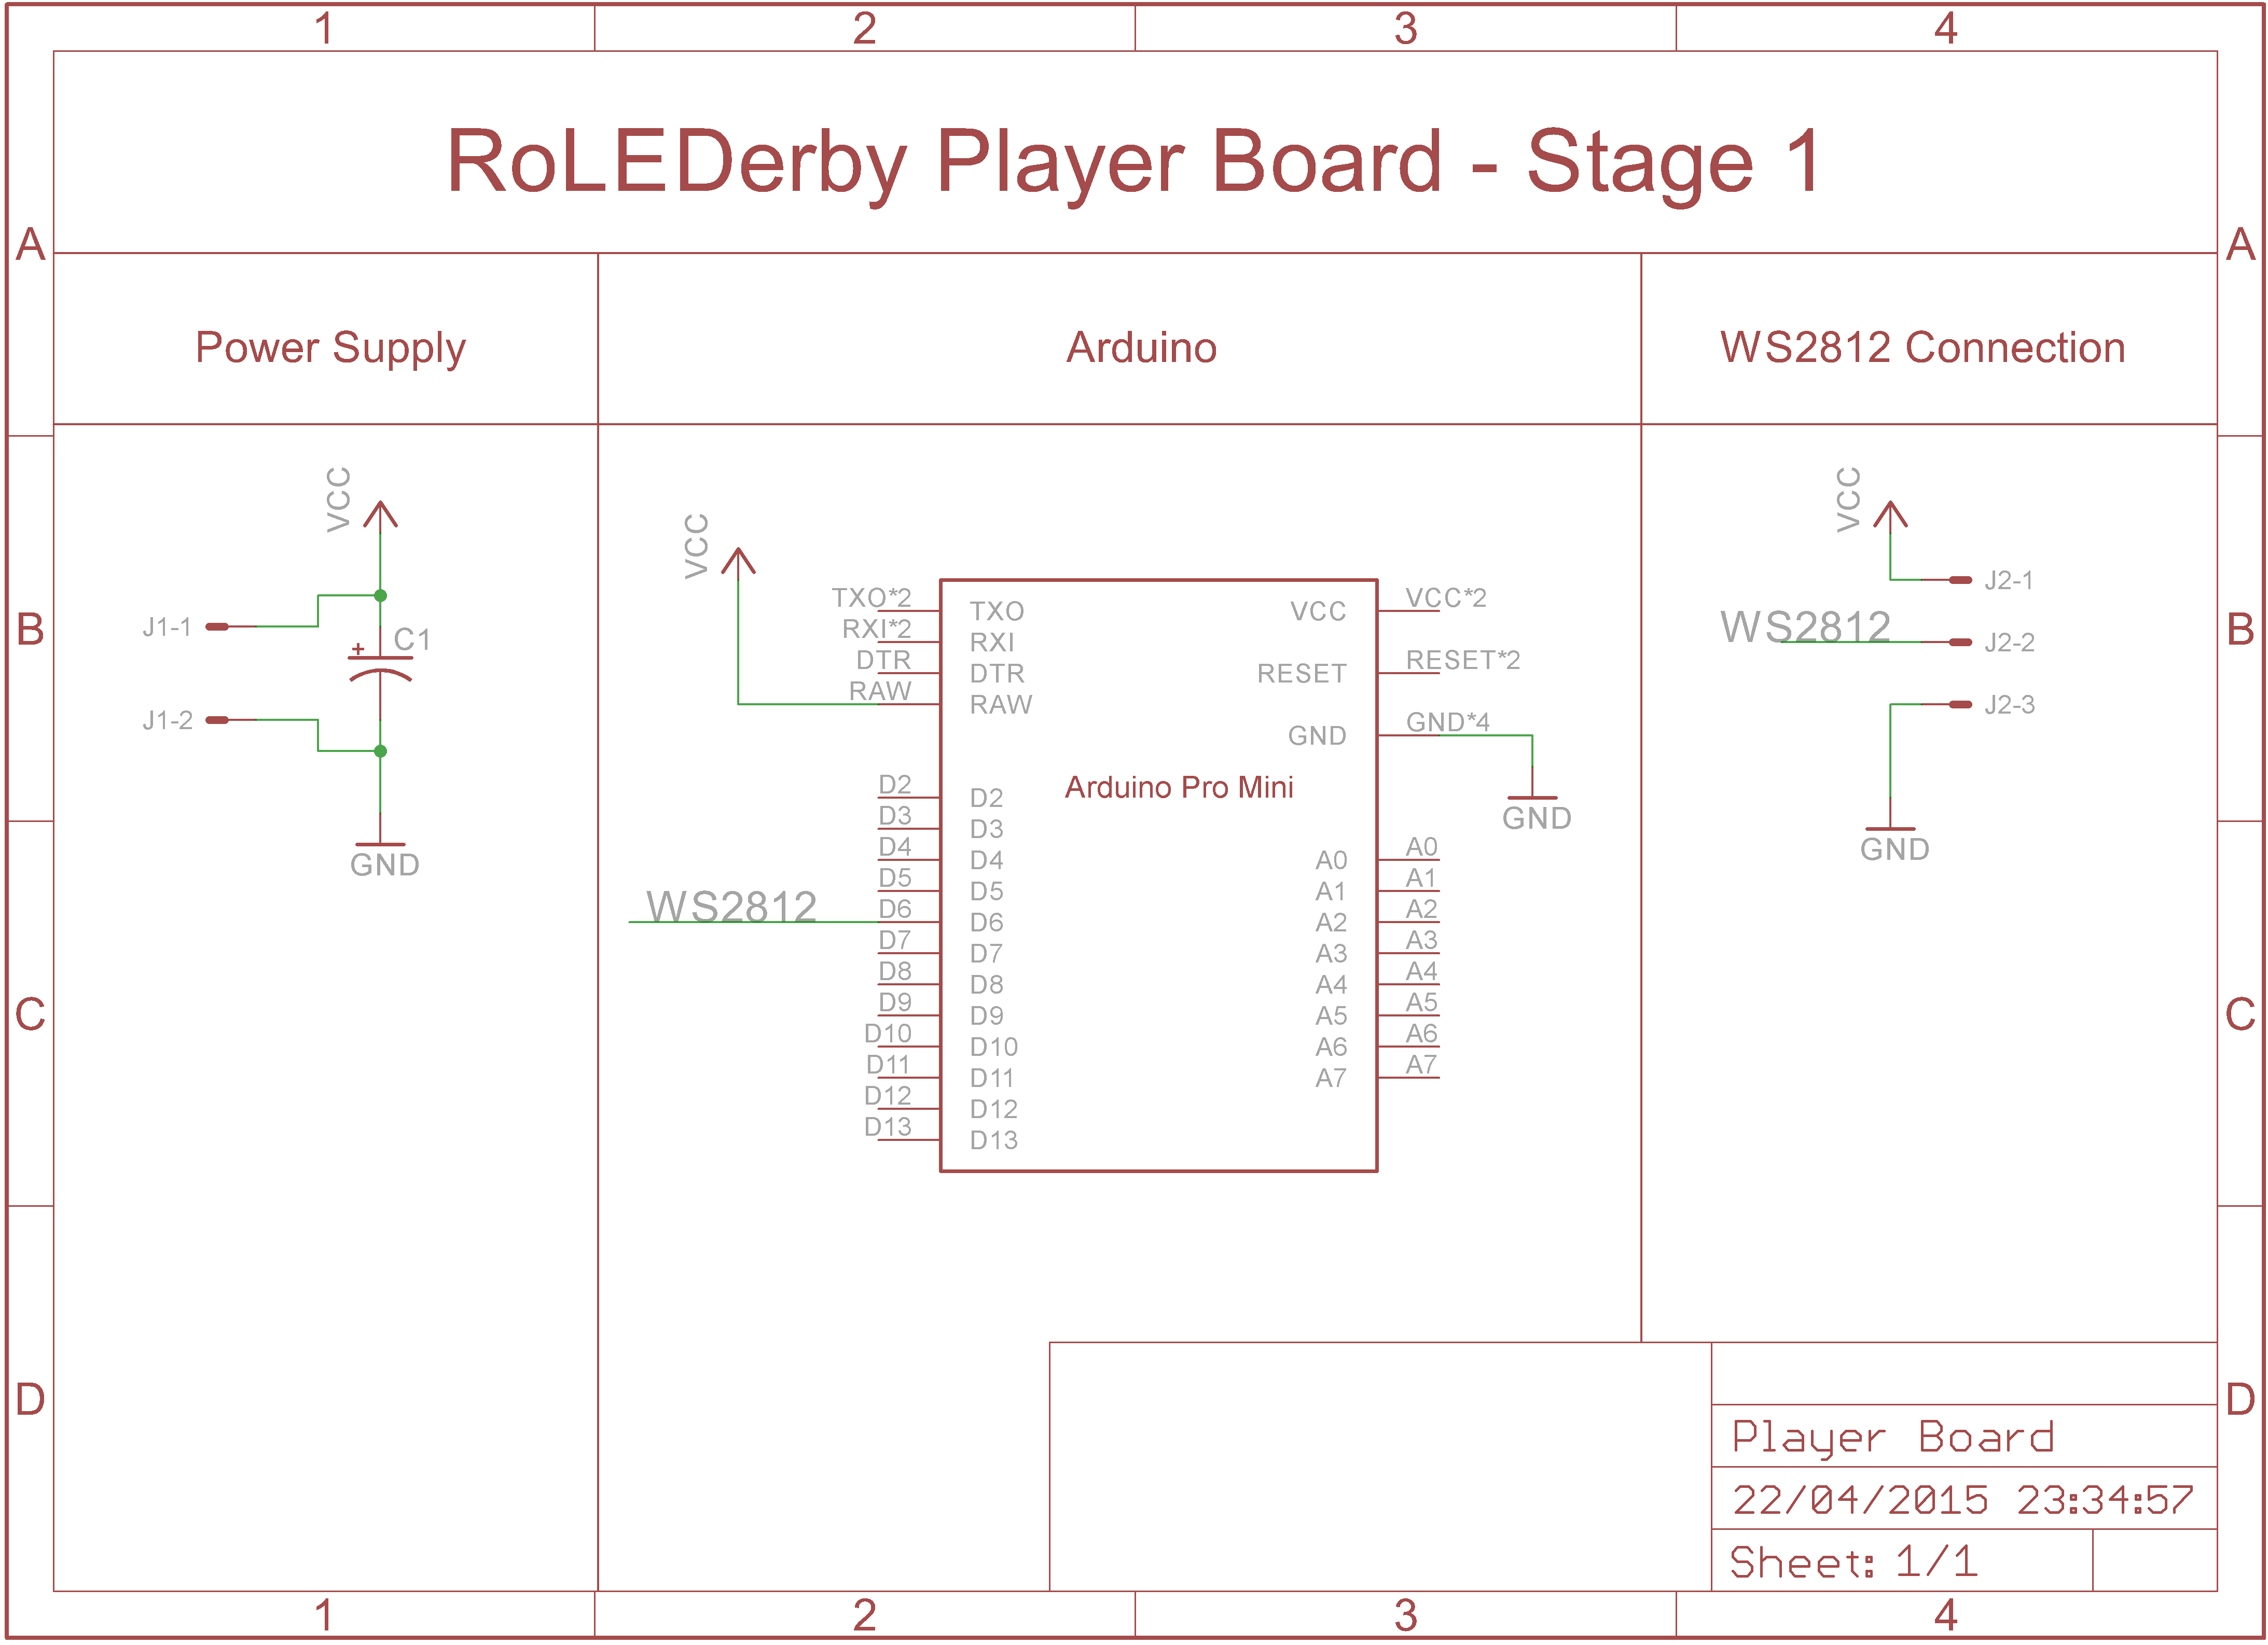 1 2 3 4
RoLEDerby Player Board - Stage 1
A A
Power Supply Arduino WS2812 Connection
B B
VCC
J1-1
+ C1
J1-2
GND
VCC
TXO*2 TXO VCC VCC*2
RXI*2 RXI
DTR DTR RESET RESET*2
RAW RAW
GND GND*4
GND
Arduino Pro Mini
D2 D2
D3 D3
D4 D4 A0 A0
D5 D5 A1 A1
WS2812 D6 D6 A2 A2
D7 D7 A3 A3
D8 D8 A4 A4
D9 D9 A5 A5
D10 D10 A6 A6
D11 D11 A7 A7
D12 D12
D13 D13
VCC
J2-1
WS2812 J2-2
J2-3
GND
C C
D D
Player Board
22/04/2015 23:34:57
Sheet: 1/1
1 2 3 4